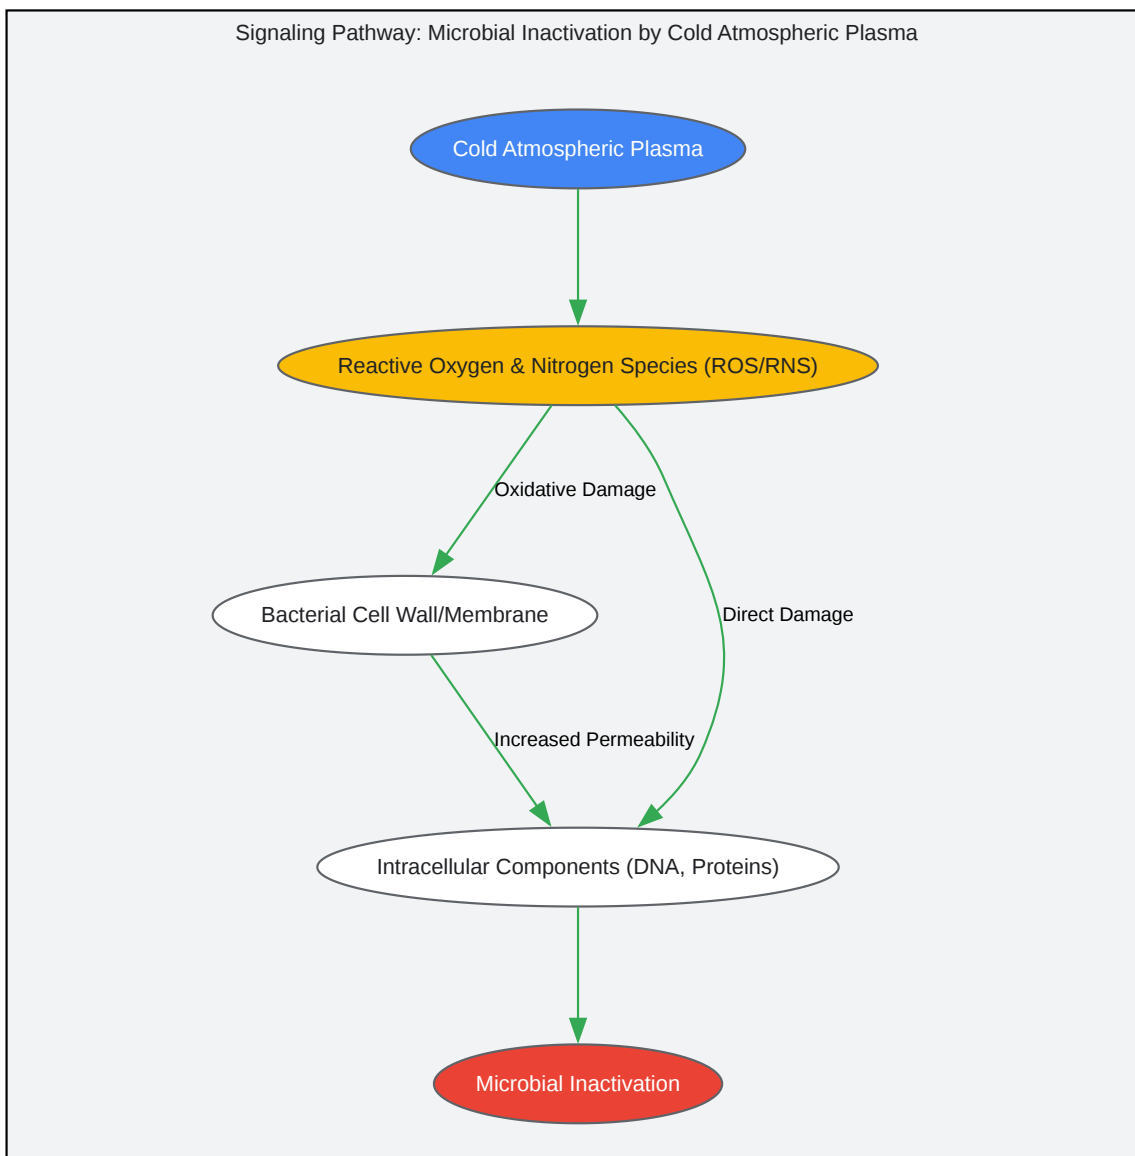 Signaling Pathway: Microbial Inactivation by Cold Atmospheric Plasma
Cold Atmospheric Plasma
Reactive Oxygen & Nitrogen Species (ROS/RNS)
Oxidative Damage
Bacterial Cell Wall/Membrane
Direct Damage
Increased Permeability
Intracellular Components (DNA, Proteins)
Microbial Inactivation